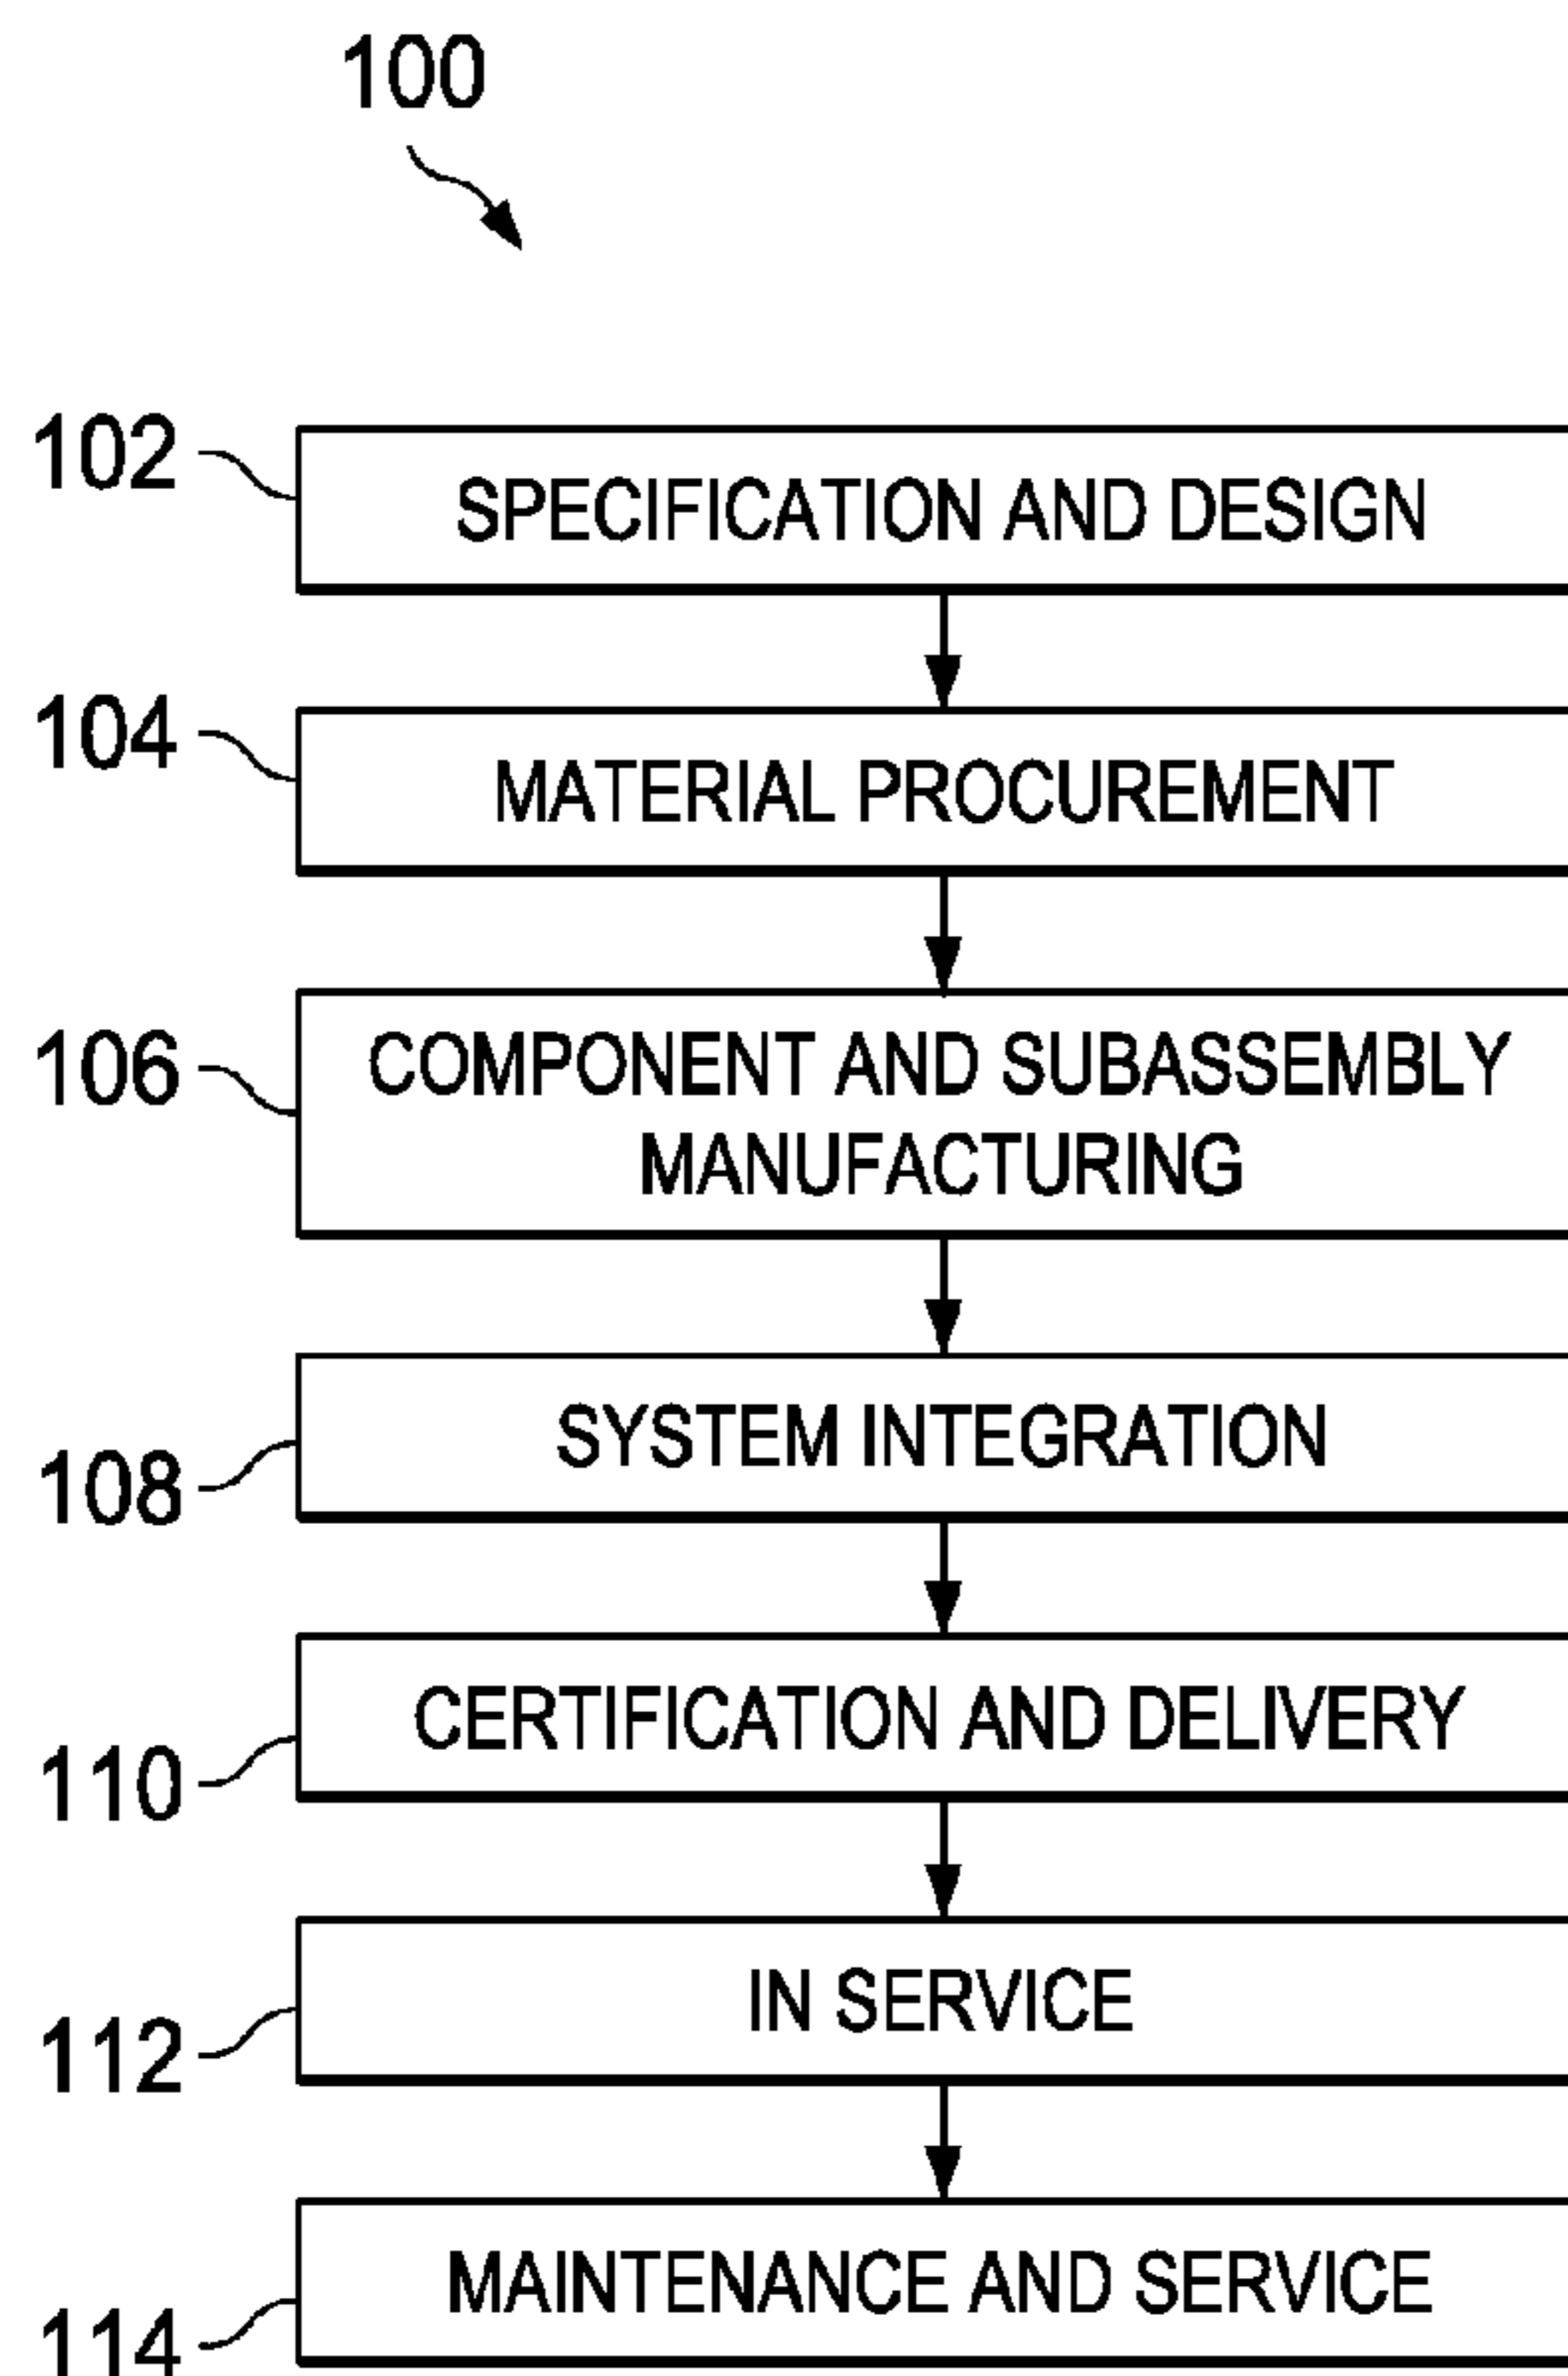 100
102
SPECIFICATION AND DESIGN
104
MATERIAL PROCUREMENT
106
COMPONENT AND SUBASSEMBLY
MANUFACTURING
108
SYSTEM INTEGRATION
110
CERTIFICATION AND DELIVERY
112
IN SERVICE
114
MAINTENANCE AND SERVICE